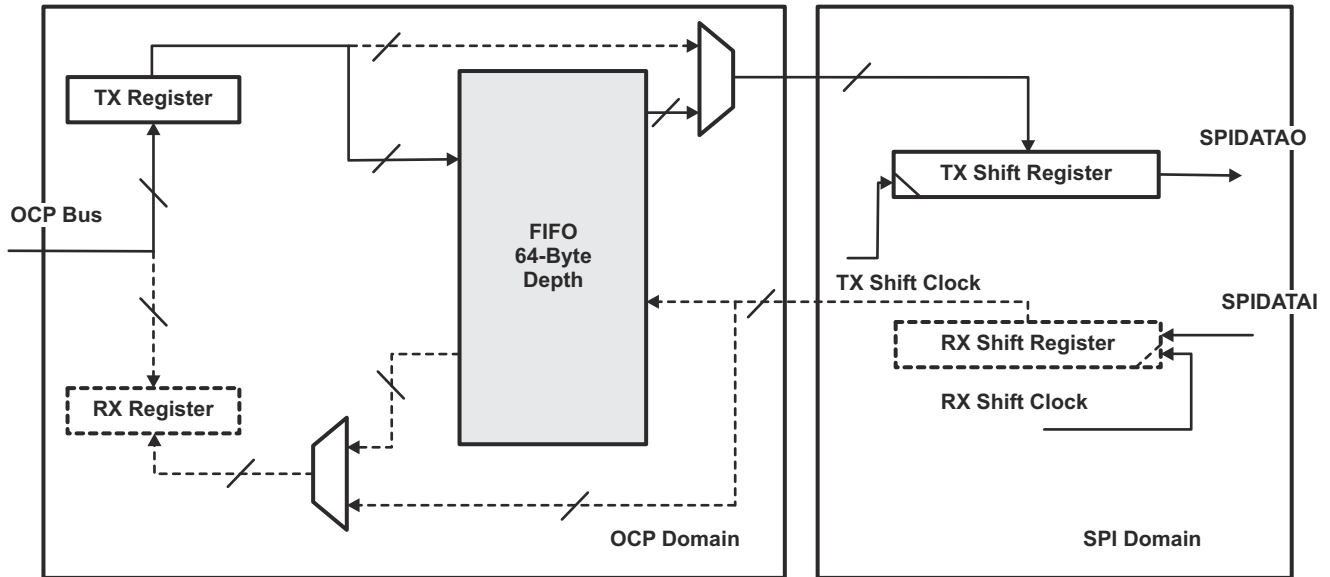 TX Register
SPIDATAO
TX Shift Register
OCP Bus
FIFO
64-Byte
Depth
TX Shift Clock
SPIDATAI
RX Shift Register
RX Register
RX Shift Clock
OCP Domain
SPI Domain